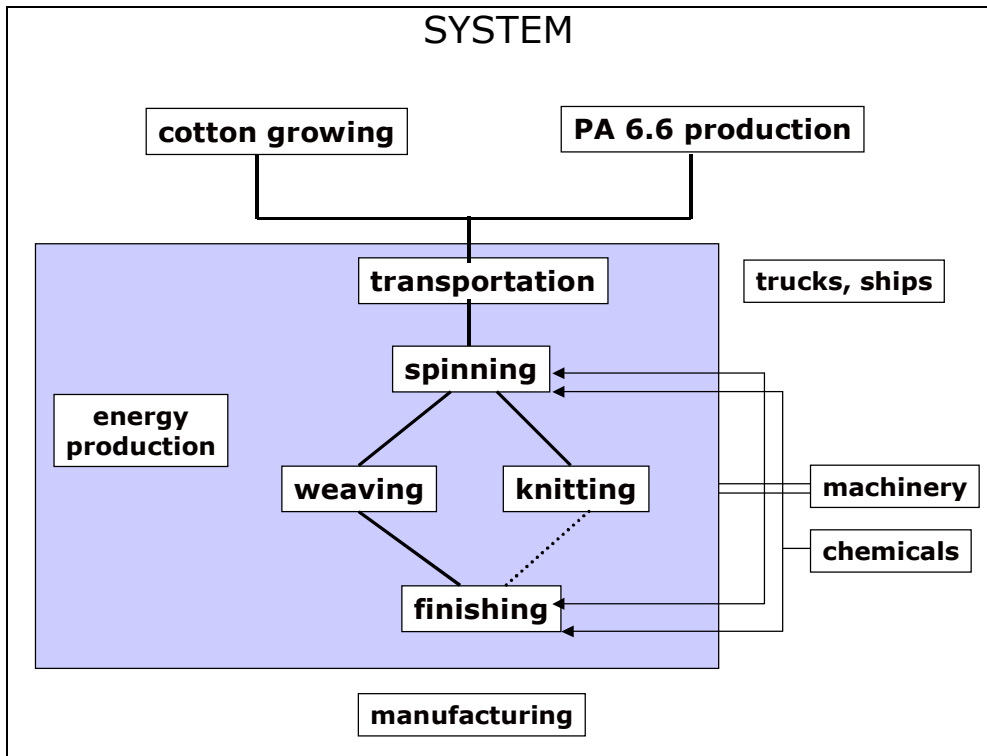 SYSTEM
cotton growing
PA 6.6 production
transportation
trucks, ships
spinning
energy
production
weaving
knitting
machinery
chemicals
finishing
manufacturing